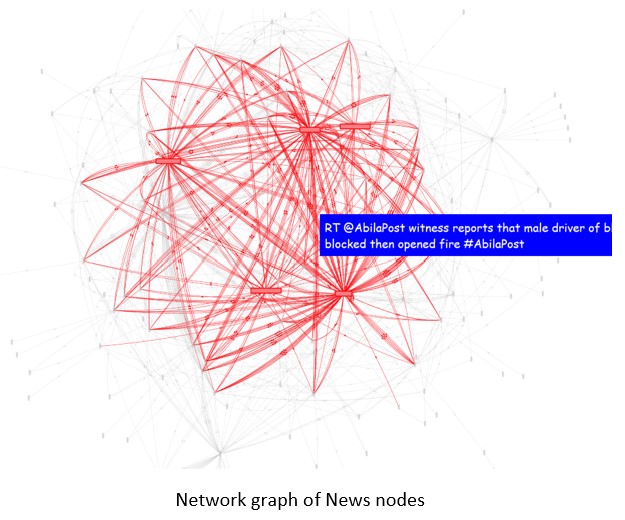 RT @AbilaPost witness reports that male driver of b
blocked then opened fire #AbilaPost
Network graph of News nodes